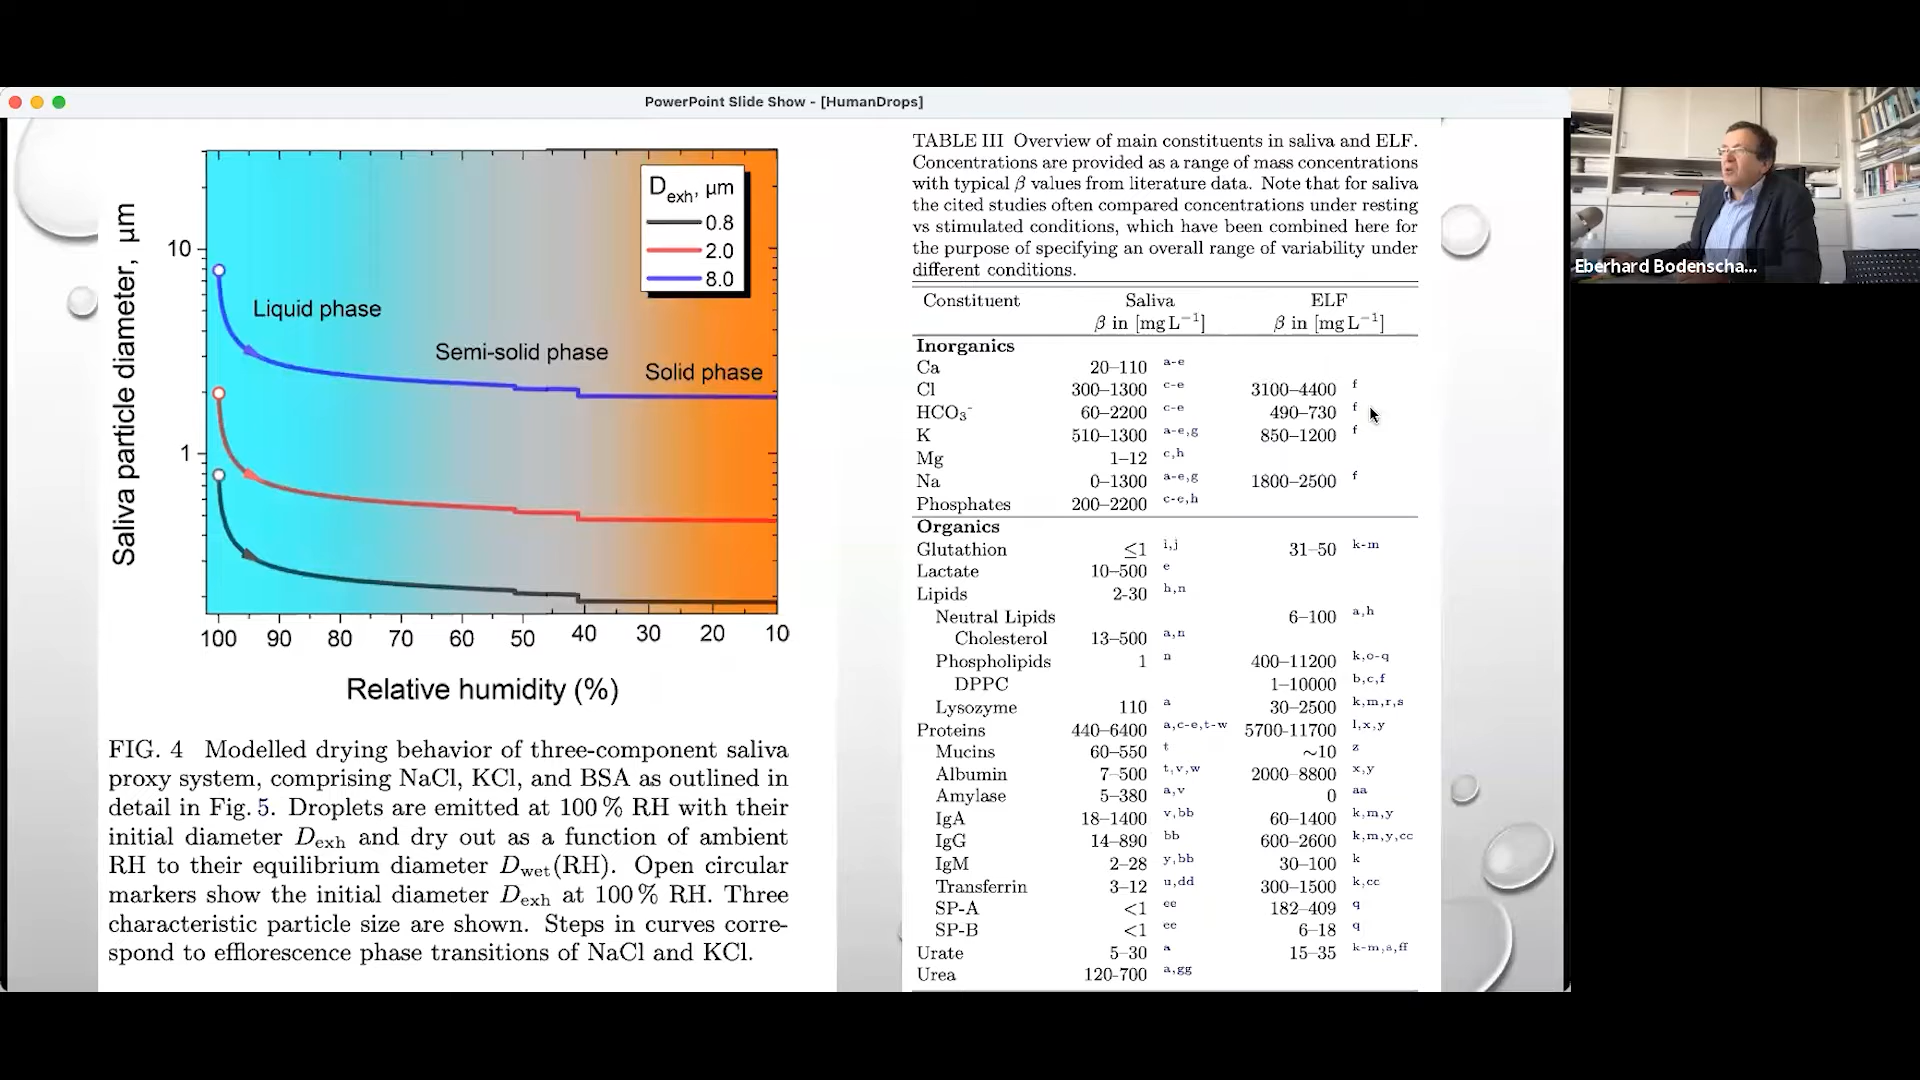 PowerPoint Slide Show - [HumanDrops]
Saliva particle diameter, µm
10
1
D_exh, µm
0.8
2.0
8.0
Liquid phase
Semi-solid phase
Solid phase
100 90 80 70 60 50 40 30 20 10
Relative humidity (%)
FIG. 4 Modelled drying behavior of three-component saliva
proxy system, comprising NaCl, KCl, and BSA as outlined in
detail in Fig. 5. Droplets are emitted at 100 % RH with their
initial diameter D_exh and dry out as a function of ambient
RH to their equilibrium diameter D_wet(RH). Open circular
markers show the initial diameter D_exh at 100 % RH. Three
characteristic particle size are shown. Steps in curves corre-
spond to efflorescence phase transitions of NaCl and KCl.
TABLE III Overview of main constituents in saliva and ELF.
Concentrations are provided as a range of mass concentrations
with typical β values from literature data. Note that for saliva
the cited studies often compared concentrations under resting
vs stimulated conditions, which have been combined here for
the purpose of specifying an overall range of variability under
different conditions.
Constituent Saliva ELF
β in [mg L⁻¹] β in [mg L⁻¹]
Inorganics
Ca 20–110 a-e
Cl 300–1300 c-e 3100–4400 f
HCO₃⁻ 60–2200 c-e 490–730 f
K 510–1300 a-e,g 850–1200 f
Mg 1–12 c,h
Na 0–1300 a-e,g 1800–2500 f
Phosphates 200–2200 c-e,h
Organics
Glutathion ≤1 i,j 31–50 k-m
Lactate 10–500 e
Lipids 2-30 h,n
Neutral Lipids 6–100 a,h
Cholesterol 13–500 a,n
Phospholipids 1 n 400–11200 k,o-q
DPPC 1–10000 b,c,f
Lysozyme 110 a 30–2500 k,m,r,s
Proteins 440–6400 a,c-e,t-w 5700-11700 l,x,y
Mucins 60–550 t ~10 z
Albumin 7–500 t,v,w 2000–8800 x,y
Amylase 5–380 a,v 0 aa
IgA 18–1400 v,bb 60–1400 k,m,y
IgG 14–890 bb 600–2600 k,m,y,cc
IgM 2–28 y,bb 30–100 k
Transferrin 3–12 u,dd 300–1500 k,cc
SP-A <1 ee 182–409 q
SP-B <1 ee 6–18 q
Urate 5–30 a 15–35 k-m,s,ff
Urea 120-700 a,gg
Eberhard Bodenscha...